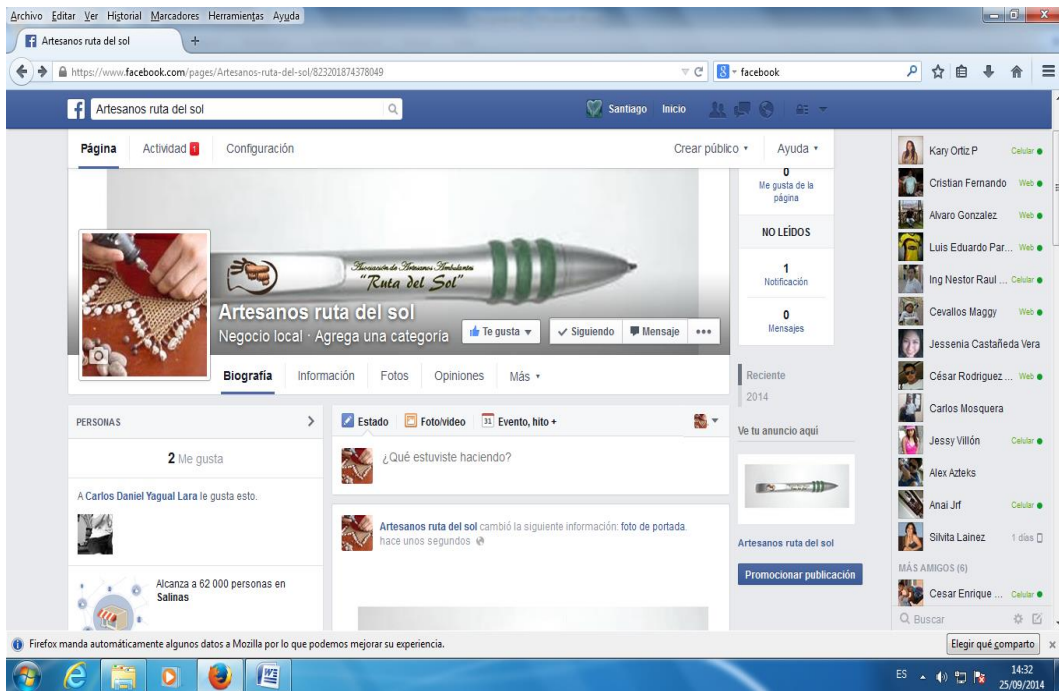 Archivo Editar Ver Historial Marcadores Herramientas Ayuda
Artesanos ruta del sol
https://www.facebook.com/pages/Artesanos-ruta-del-sol/823201874378049
facebook
Artesanos ruta del sol
Santiago Inicio
Página Actividad 1 Configuración Crear público Ayuda
0
Me gusta de la
página
NO LEÍDOS
1
Notificación
0
Mensajes
Asociación de Artesanos Ambulantes
"Ruta del Sol"
Artesanos ruta del sol
Negocio local · Agrega una categoría
Te gusta Siguiendo Mensaje
Biografía Información Fotos Opiniones Más
Reciente
2014
PERSONAS
2 Me gusta
A Carlos Daniel Yagual Lara le gusta esto.
Alcanza a 62 000 personas en
Salinas
Estado Foto/video 31 Evento, hito +
¿Qué estuviste haciendo?
Artesanos ruta del sol cambió la siguiente información: foto de portada.
hace unos segundos
Ve tu anuncio aquí
Artesanos ruta del sol
Promocionar publicación
Kary Ortiz P Celular
Cristian Fernando Web
Alvaro Gonzalez Web
Luis Eduardo Par... Web
Ing Nestor Raul ... Celular
Cevallos Maggy Web
Jessenia Castañeda Vera
César Rodriguez ... Web
Carlos Mosquera
Jessy Villón Celular
Alex Azteks
Anai Jrf Celular
Silvita Lainez 1 días
MÁS AMIGOS (6)
Cesar Enrique ... Celular
Buscar
Firefox manda automáticamente algunos datos a Mozilla por lo que podemos mejorar su experiencia.
Elegir qué comparto
ES
14:32
25/09/2014